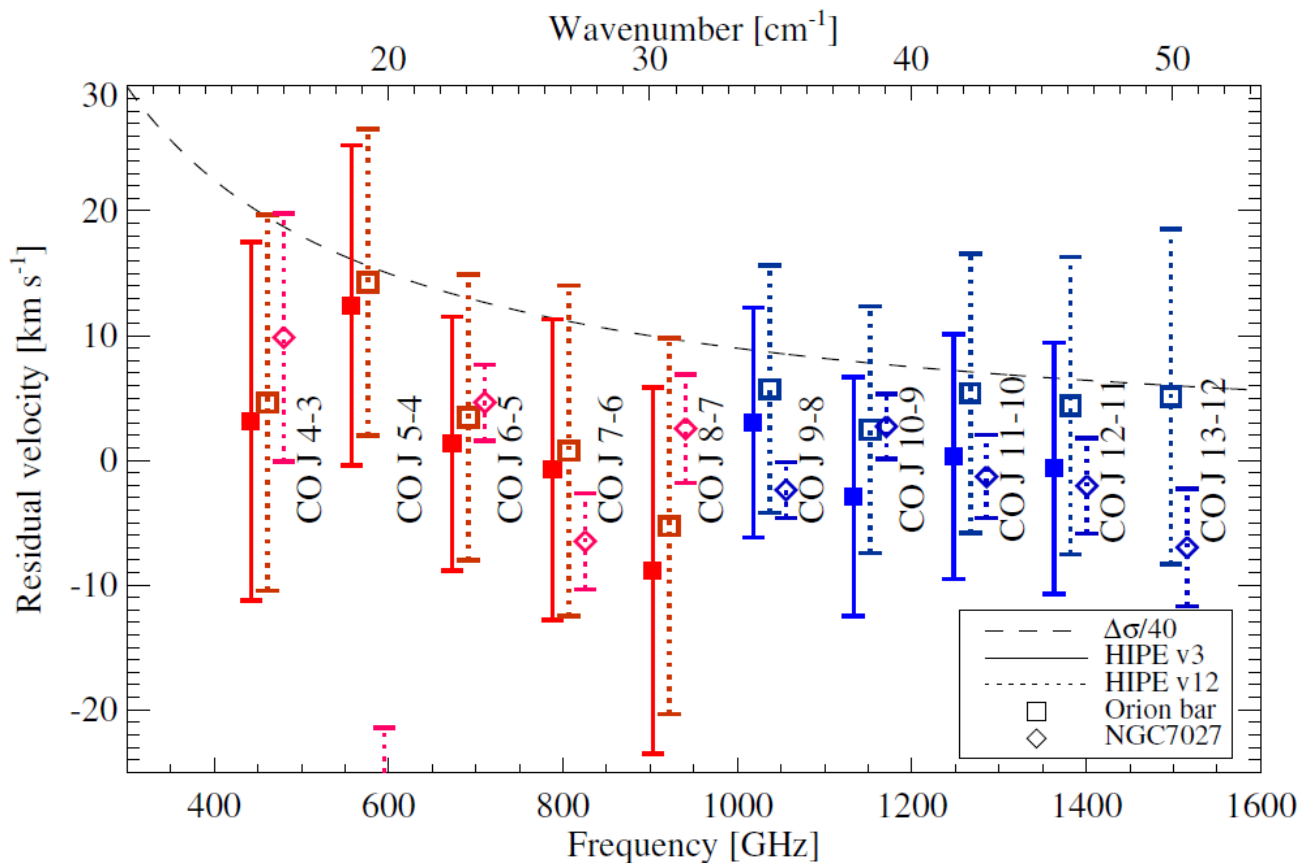 Wavenumber [cm-1]
20 30 40 50
30
20
10
0
-10
-20
Residual velocity [km s-1]
CO J 4-3
CO J 5-4
CO J 6-5
CO J 7-6
CO J 8-7
CO J 9-8
CO J 10-9
CO J 11-10
CO J 12-11
CO J 13-12
Δσ/40
HIPE v3
HIPE v12
Orion bar
NGC7027
400 600 800 1000 1200 1400 1600
Frequency [GHz]